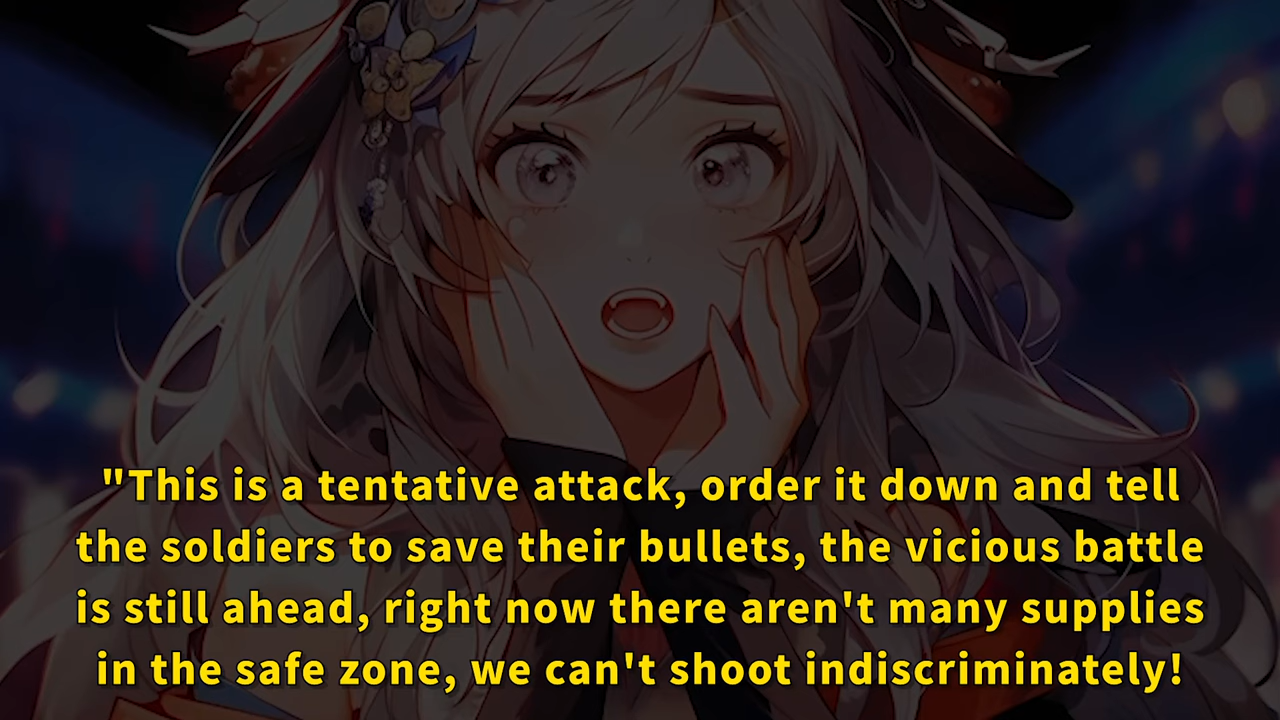 "This is a tentative attack, order it down and tell
the soldiers to save their bullets, the vicious battle
is still ahead, right now there aren't many supplies
in the safe zone, we can't shoot indiscriminately!